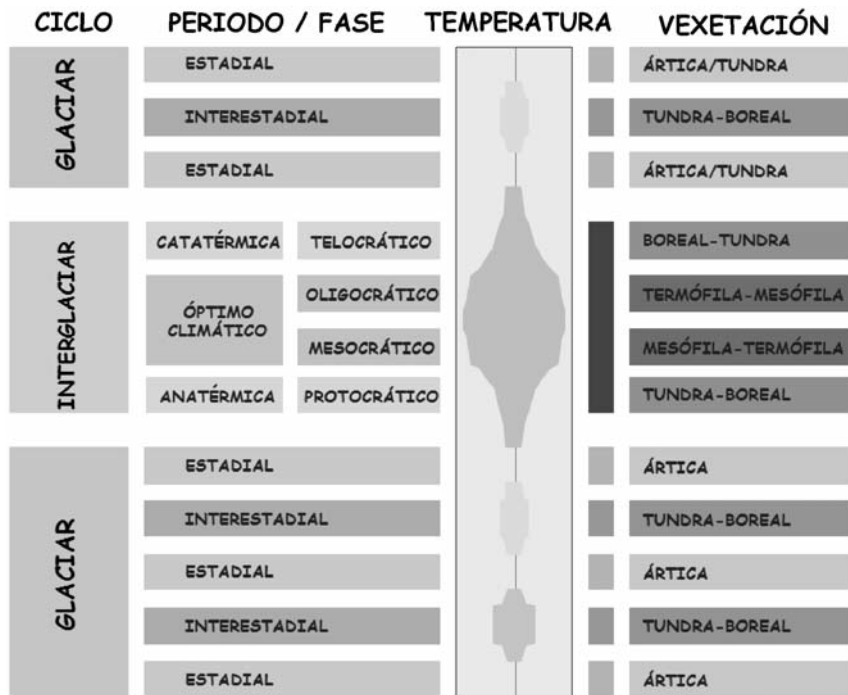 CICLO PERIODO / FASE TEMPERATURA VEXETACIÓN
GLACIAR
ESTADIAL ÁRTICA/TUNDRA
INTERESTADIAL TUNDRA-BOREAL
ESTADIAL ÁRTICA/TUNDRA
INTERGLACIAR
CATATÉRMICA TELOCRÁTICO BOREAL-TUNDRA
ÓPTIMO
CLIMÁTICO
OLIGOCRÁTICO TERMÓFILA-MESÓFILA
MESOCRÁTICO MESÓFILA-TERMÓFILA
ANATÉRMICA PROTOCRÁTICO TUNDRA-BOREAL
GLACIAR
ESTADIAL ÁRTICA
INTERESTADIAL TUNDRA-BOREAL
ESTADIAL ÁRTICA
INTERESTADIAL TUNDRA-BOREAL
ESTADIAL ÁRTICA